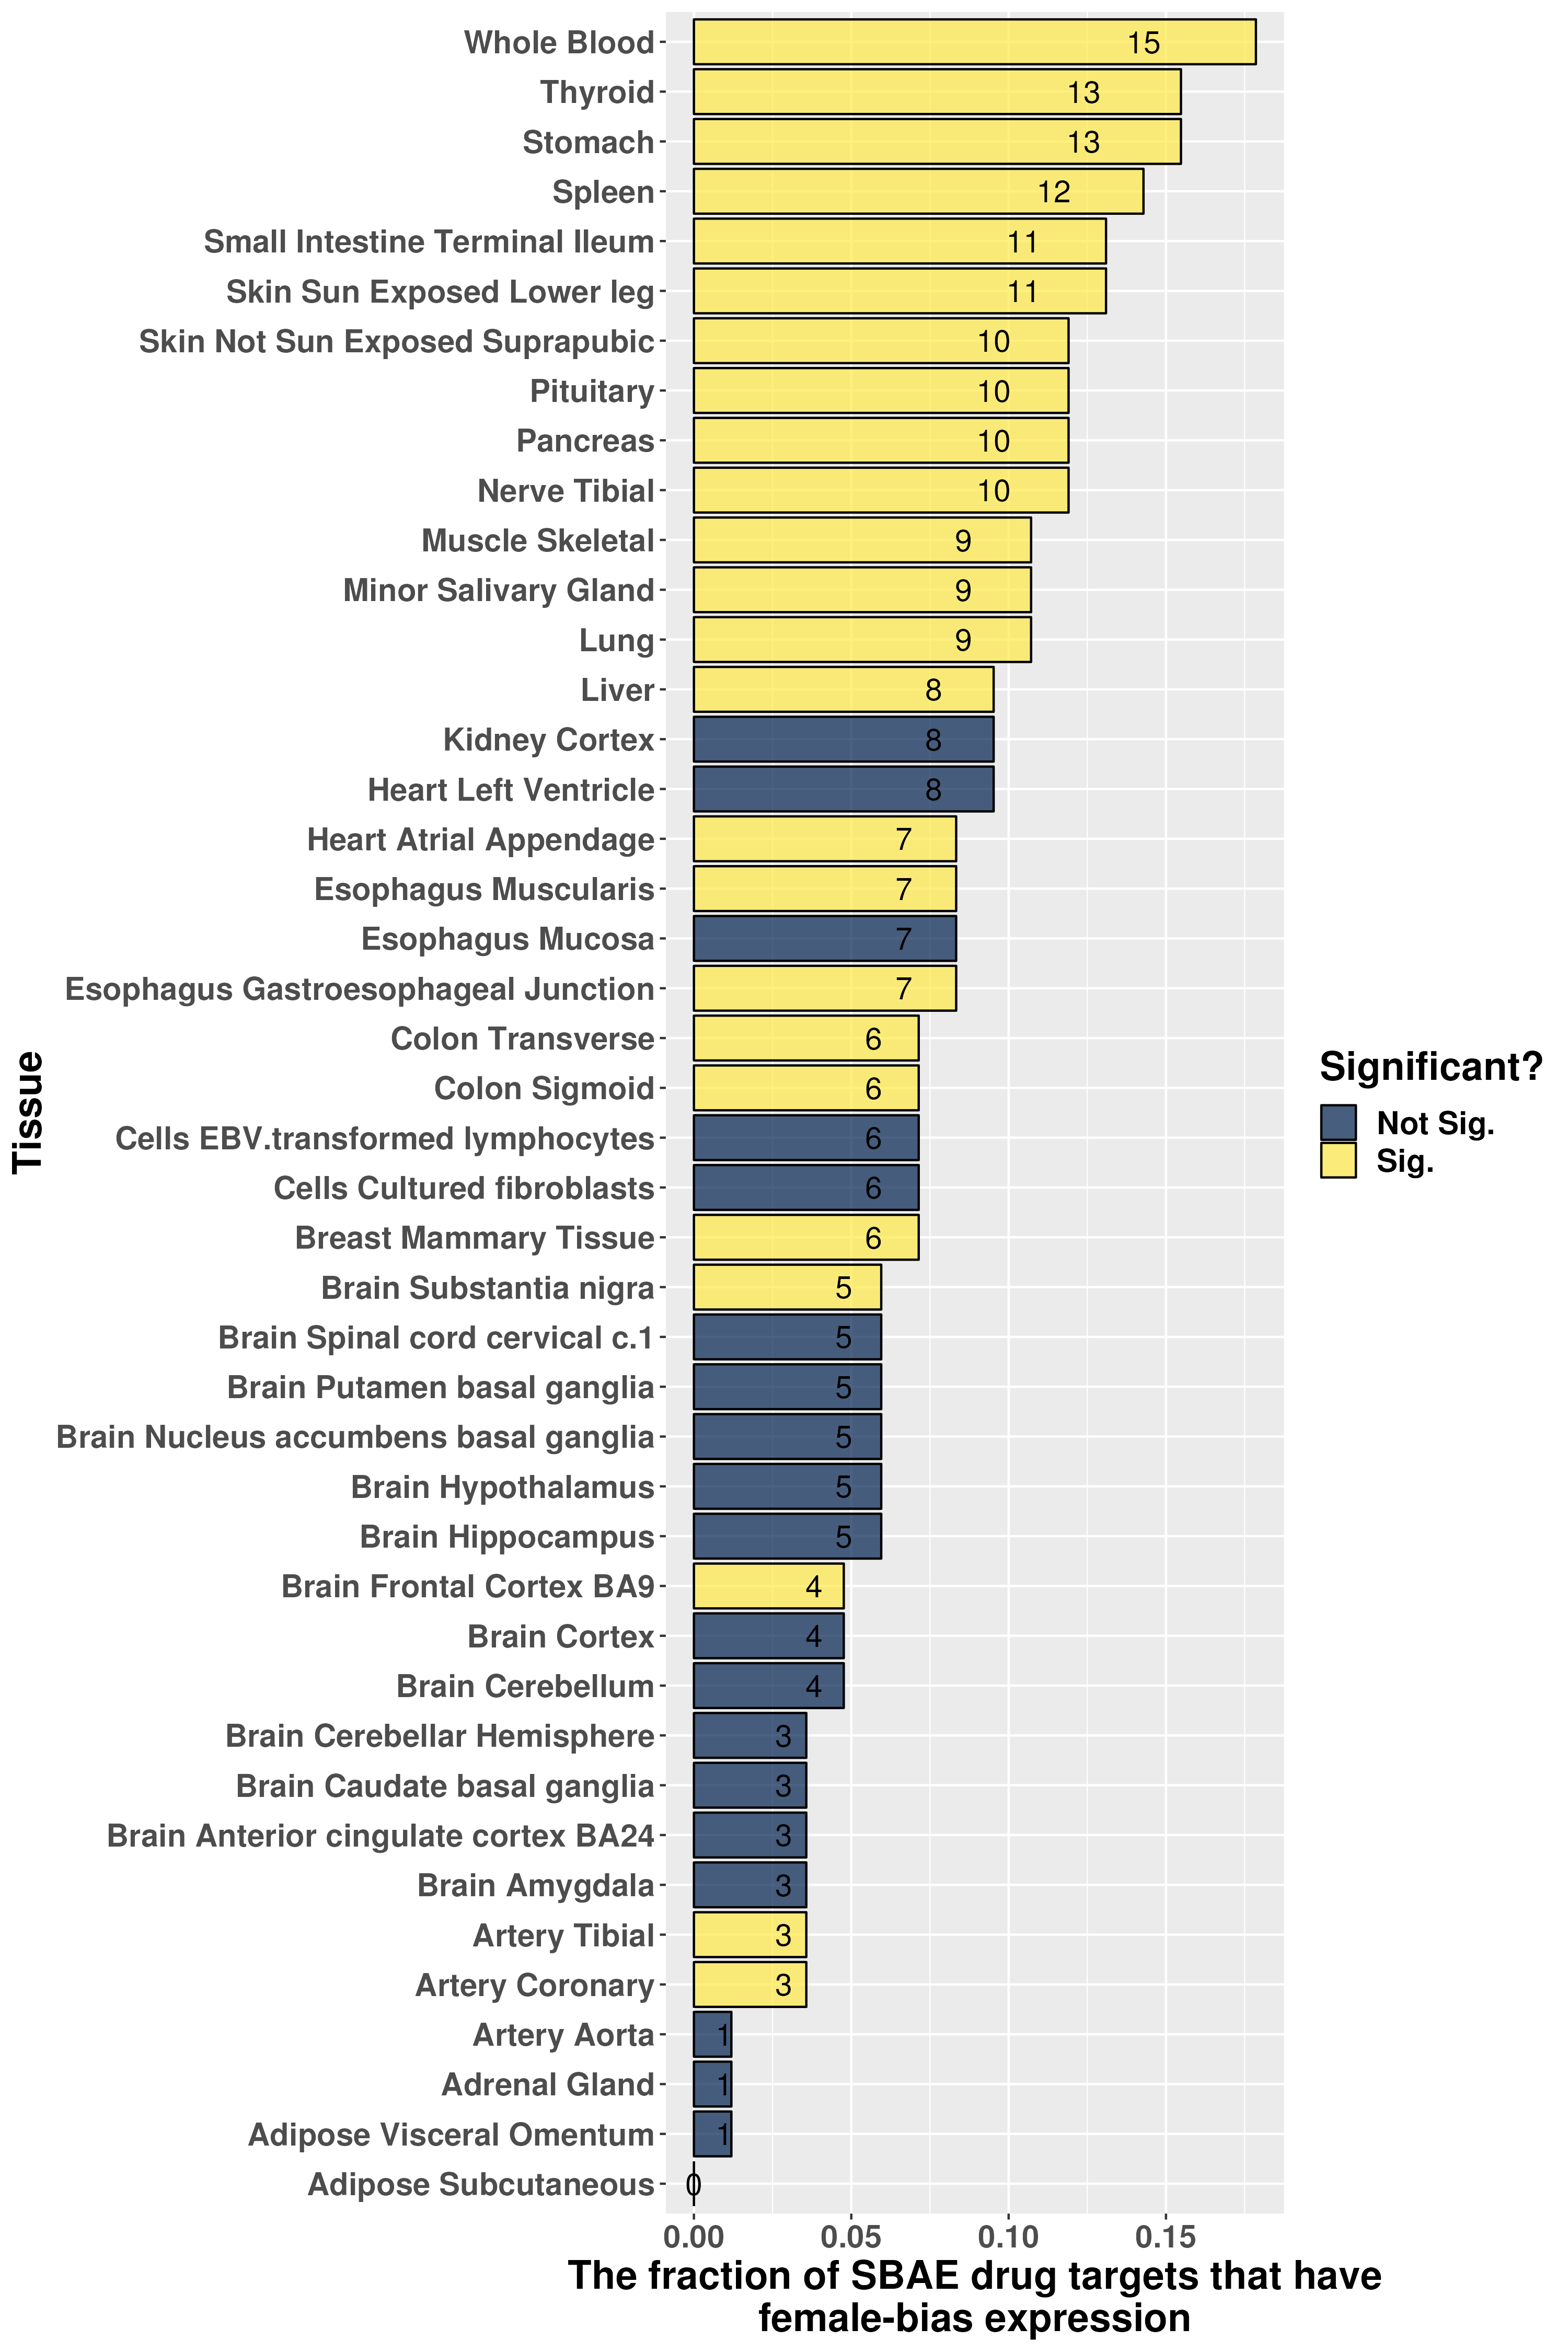 Whole Blood 15
Thyroid 13
Stomach 13
Spleen 12
Small Intestine Terminal Ileum 11
Skin Sun Exposed Lower leg 11
Skin Not Sun Exposed Suprapubic 10
Pituitary 10
Pancreas 10
Nerve Tibial 10
Muscle Skeletal 9
Minor Salivary Gland 9
Lung 9
Liver 8
Kidney Cortex 8
Heart Left Ventricle 8
Heart Atrial Appendage 7
Esophagus Muscularis 7
Esophagus Mucosa 7
Esophagus Gastroesophageal Junction 7
Colon Transverse 6
Colon Sigmoid 6
Cells EBV.transformed lymphocytes 6
Cells Cultured fibroblasts 6
Breast Mammary Tissue 6
Brain Substantia nigra 5
Brain Spinal cord cervical c.1 5
Brain Putamen basal ganglia 5
Brain Nucleus accumbens basal ganglia 5
Brain Hypothalamus 5
Brain Hippocampus 5
Brain Frontal Cortex BA9 4
Brain Cortex 4
Brain Cerebellum 4
Brain Cerebellar Hemisphere 3
Brain Caudate basal ganglia 3
Brain Anterior cingulate cortex BA24 3
Brain Amygdala 3
Artery Tibial 3
Artery Coronary 3
Artery Aorta 1
Adrenal Gland 1
Adipose Visceral Omentum 1
Adipose Subcutaneous 0
Tissue
0.00 0.05 0.10 0.15
The fraction of SBAE drug targets that have
female-bias expression
Significant?
Not Sig.
Sig.